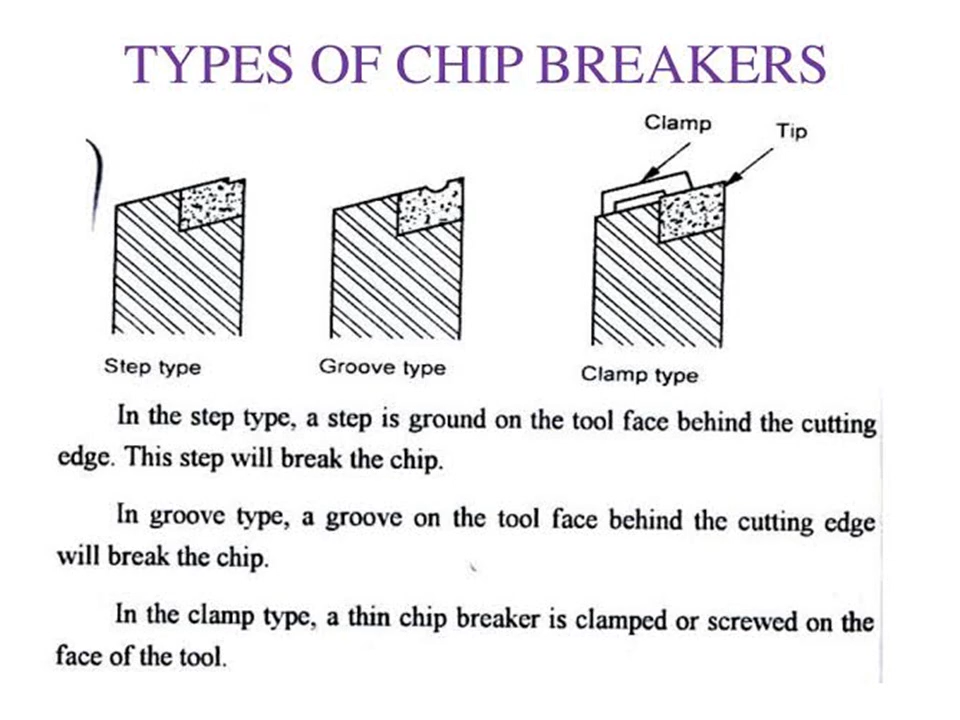 TYPES OF CHIP BREAKERS
Clamp
Tip
Step type
Groove type
Clamp type
In the step type, a step is ground on the tool face behind the cutting
edge. This step will break the chip.
In groove type, a groove on the tool face behind the cutting edge
will break the chip.
In the clamp type, a thin chip breaker is clamped or screwed on the
face of the tool.